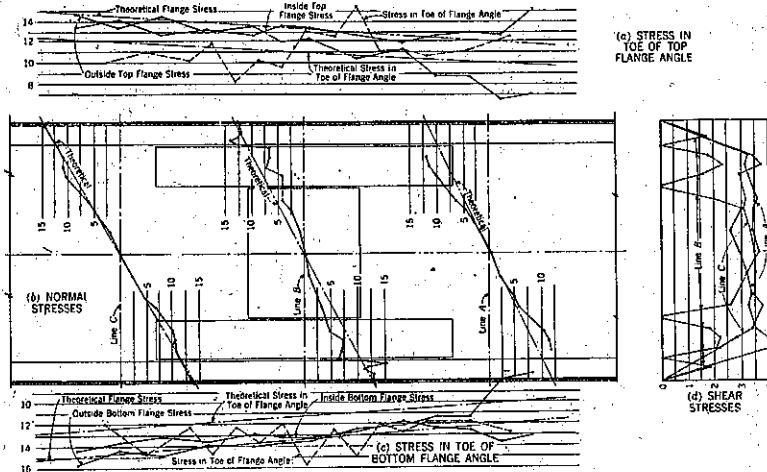 Theoretical Flange Stress
Inside Top
Flange Stress
Stress in Toe of Flange Angle
14
12
10
8
Outside Top Flange Stress
Theoretical Stress in
Toe of Flange Angle
(a) STRESS IN
TOE OF TOP
FLANGE ANGLE
Theoretical
15
10
5
Line C
5
10
15
(b) NORMAL
STRESSES
Theoretical
15
10
5
Line B
5
10
15
Theoretical
15
10
5
Line A
5
10
Line B
Line C
Line A
0
1
2
3
(d) SHEAR
STRESSES
10
12
14
16
Theoretical Flange Stress
Outside Bottom Flange Stress
Theoretical Stress in
Toe of Flange Angle
Inside Bottom Flange Stress
Stress in Toe of Flange Angle
(c) STRESS IN TOE OF
BOTTOM FLANGE ANGLE